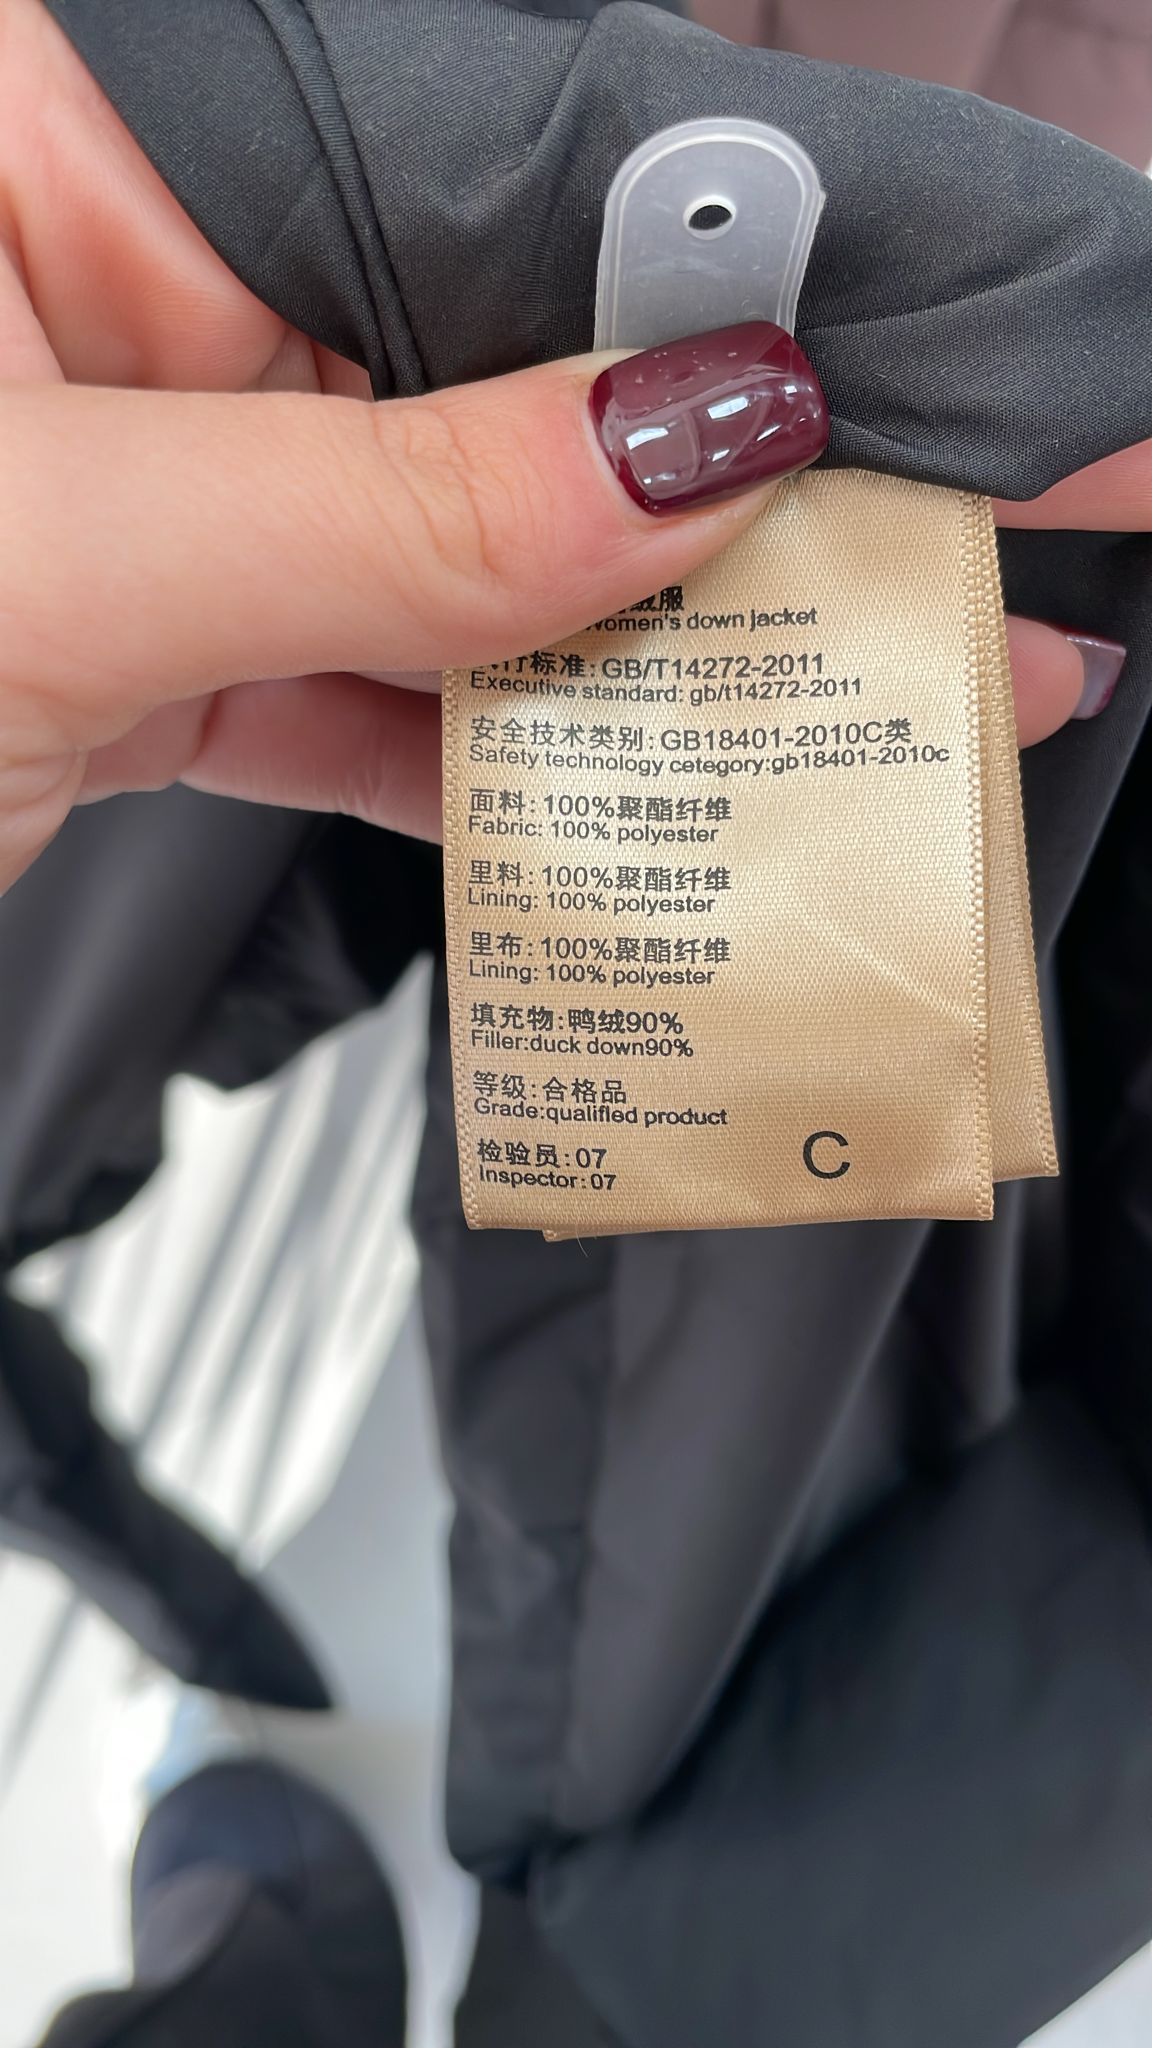 women's down jacket
标准:GB/T14272-2011
Executive standard: gb/t14272-2011
安全技术类别:GB18401-2010C类
Safety technology cetegory:gb18401-2010c
面料:100%聚酯纤维
Fabric: 100% polyester
里料:100%聚酯纤维
Lining: 100% polyester
里布:100%聚酯纤维
Lining: 100% polyester
填充物:鸭绒90%
Filler:duck down90%
等级:合格品
Grade:qualified product
检验员:07
Inspector:07
C